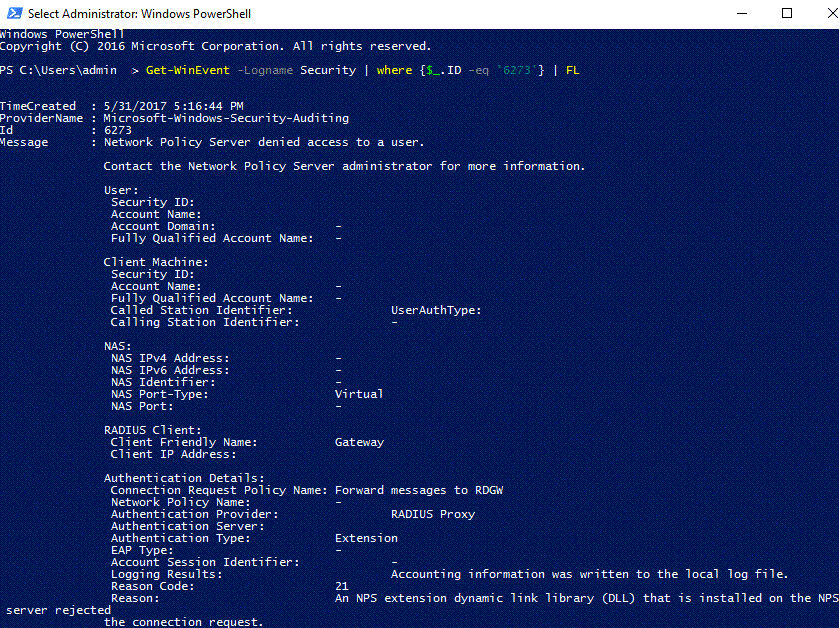 Select Administrator: Windows PowerShell
Windows PowerShell
Copyright (C) 2016 Microsoft Corporation. All rights reserved.
PS C:\Users\admin > Get-WinEvent -Logname Security | where {$_.ID -eq "6273"} | FL
TimeCreated : 5/31/2017 5:16:44 PM
ProviderName : Microsoft-Windows-Security-Auditing
Id : 6273
Message : Network Policy Server denied access to a user.
Contact the Network Policy Server administrator for more information.
User:
Security ID:
Account Name:
Account Domain: -
Fully Qualified Account Name: -
Client Machine:
Security ID:
Account Name: -
Fully Qualified Account Name: -
Called Station Identifier: UserAuthType:
Calling Station Identifier: -
NAS:
NAS IPv4 Address: -
NAS IPv6 Address: -
NAS Identifier: -
NAS Port-Type: Virtual
NAS Port: -
RADIUS Client:
Client Friendly Name: Gateway
Client IP Address:
Authentication Details:
Connection Request Policy Name: Forward messages to RDGW
Network Policy Name: -
Authentication Provider: RADIUS Proxy
Authentication Server:
Authentication Type: Extension
EAP Type: -
Account Session Identifier: -
Logging Results: Accounting information was written to the local log file.
Reason Code: 21
Reason: An NPS extension dynamic link library (DLL) that is installed on the NPS
server rejected
the connection request.